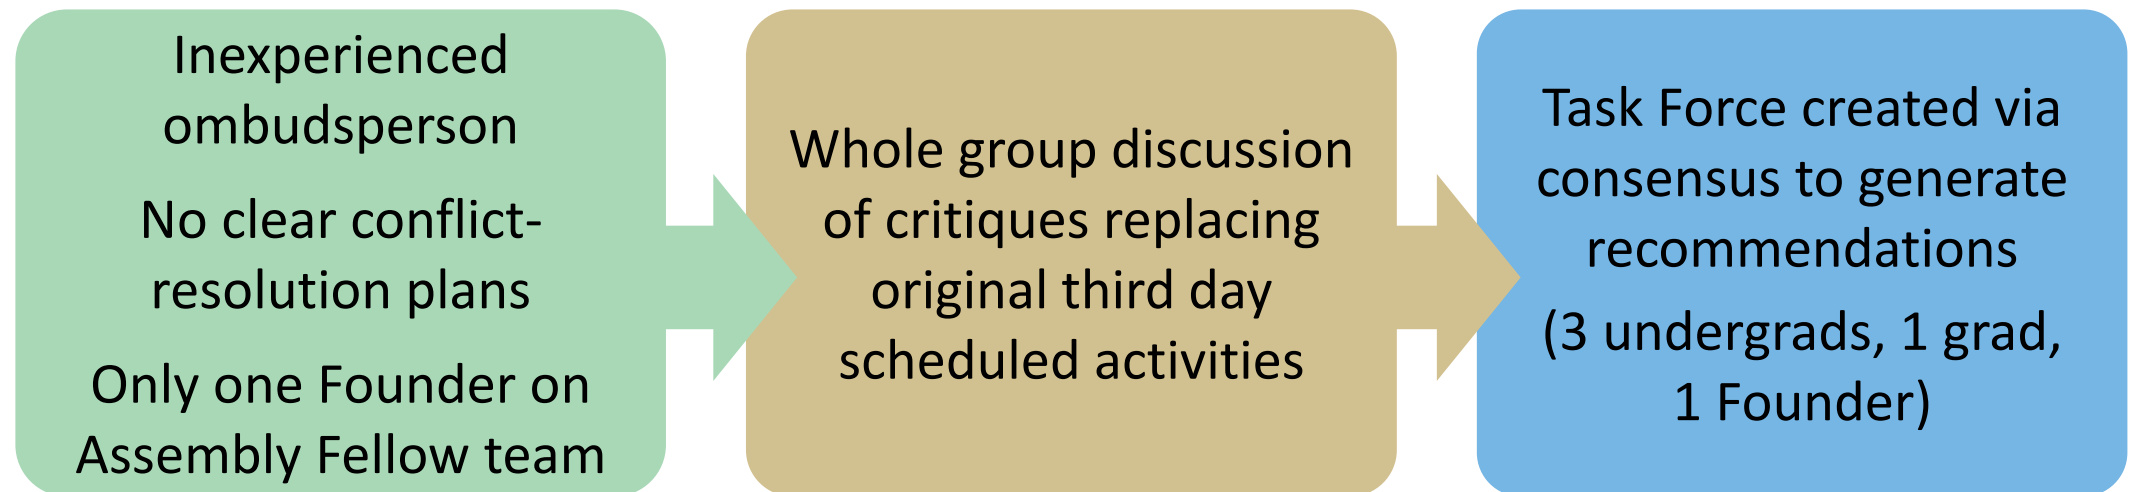 Inexperienced
ombudsperson
No clear conflict-
resolution plans
Only one Founder on
Assembly Fellow team
Whole group discussion
of critiques replacing
original third day
scheduled activities
Task Force created via
consensus to generate
recommendations
(3 undergrads, 1 grad,
1 Founder)